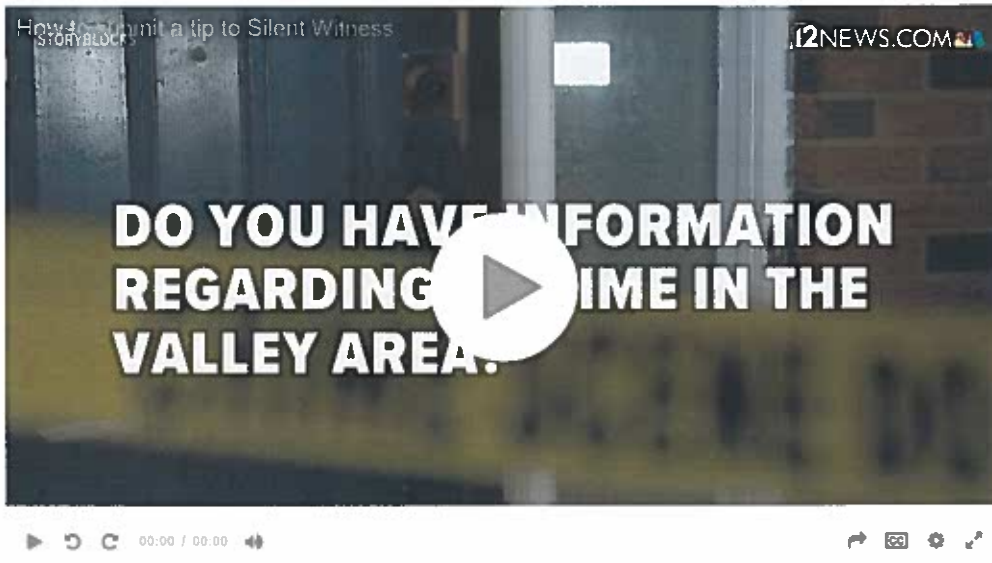 How to submit a tip to Silent Witness
STORYBLOCKS
12NEWS.COM
DO YOU HAVE INFORMATION
REGARDING IME IN THE
VALLEY AREA?
00:00 / 00:00
CC